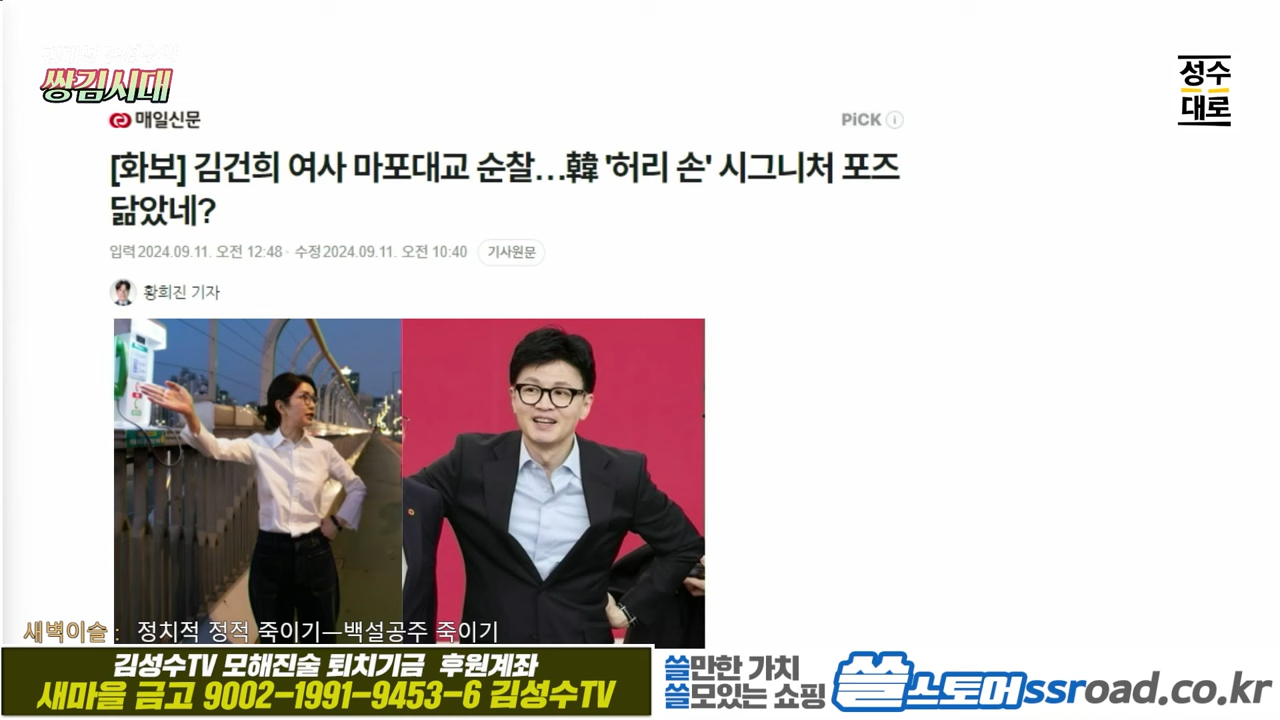 쌍김시대
성수
대로
매일신문
PiCK
[화보] 김건희 여사 마포대교 순찰…韓 '허리 손' 시그니처 포즈
닮았네?
입력 2024.09.11. 오전 12:48 · 수정 2024.09.11. 오전 10:40 기사원문
황희진 기자
새벽이슬 : 정치적 정적 죽이기—백설공주 죽이기
김성수TV 모해진술 퇴치기금 후원계좌
새마을 금고 9002-1991-9453-6 김성수TV
쓸만한 가치
쓸모있는 쇼핑
쓸스토어ssroad.co.kr